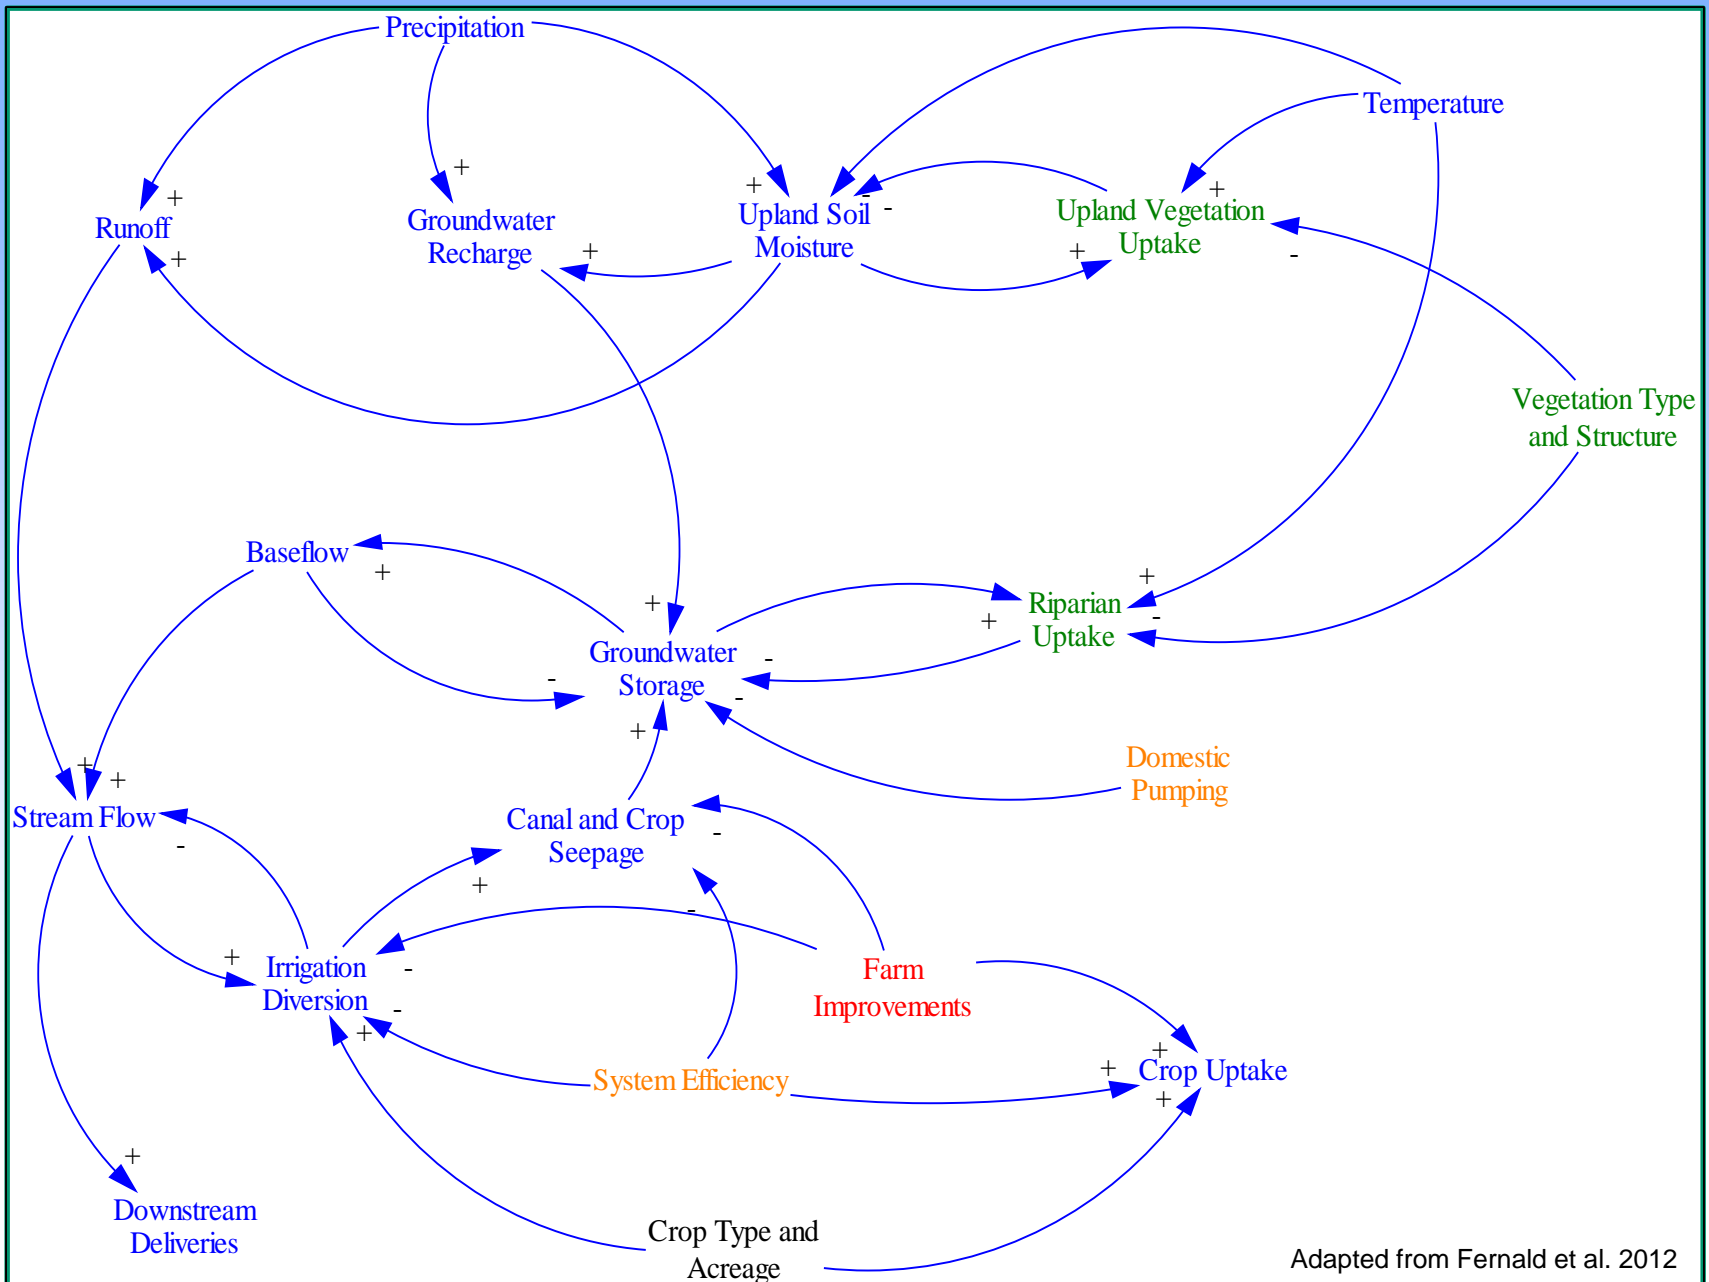 Precipitation
Temperature
+
+
+
-
-
+
Runoff
Groundwater
Recharge
Upland Soil
Moisture
Upland Vegetation
Uptake
+
+
+
-
Vegetation Type
and Structure
Baseflow
+
+
+
-
Riparian
Uptake
+
Groundwater
Storage
-
-
-
+
Domestic
Pumping
+
+
Stream Flow
-
Canal and Crop
Seepage
-
+
-
+
Irrigation
Diversion
-
-
+
Farm
Improvements
System Efficiency
+
+
+
Crop Uptake
+
Downstream
Deliveries
Crop Type and
Acreage
Adapted from Fernald et al. 2012